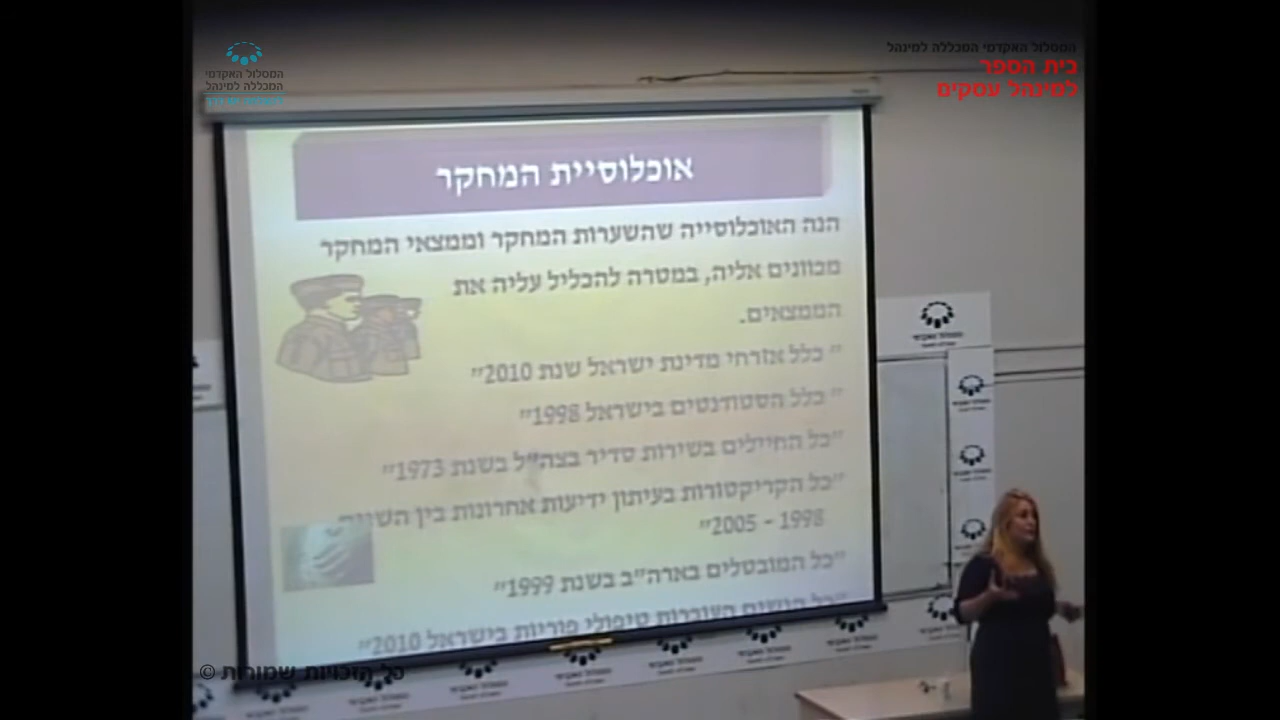 המסלול האקדמי המכללה למינהל
בית הספר
למינהל עסקים
המסלול האקדמי
המכללה למינהל
אוכלוסיית המחקר
הנה האוכלוסייה שהשערות המחקר וממצאי המחקר
מכוונים אליה, במטרה להכליל עליה את
הממצאים.
" כלל אזרחי מדינת ישראל שנת 2010"
" כלל הסטודנטים בישראל 1998"
"כל החיילים בשירות סדיר בצה"ל בשנת 1973"
"כל הקריקטורות בעיתון ידיעות אחרונות בין השנים
1998 - 2005"
"כל המובטלים בארה"ב בשנת 1999"
"כל הנשים העוברות טיפולי פוריות בישראל 2010"
כל הזכויות שמורות ©